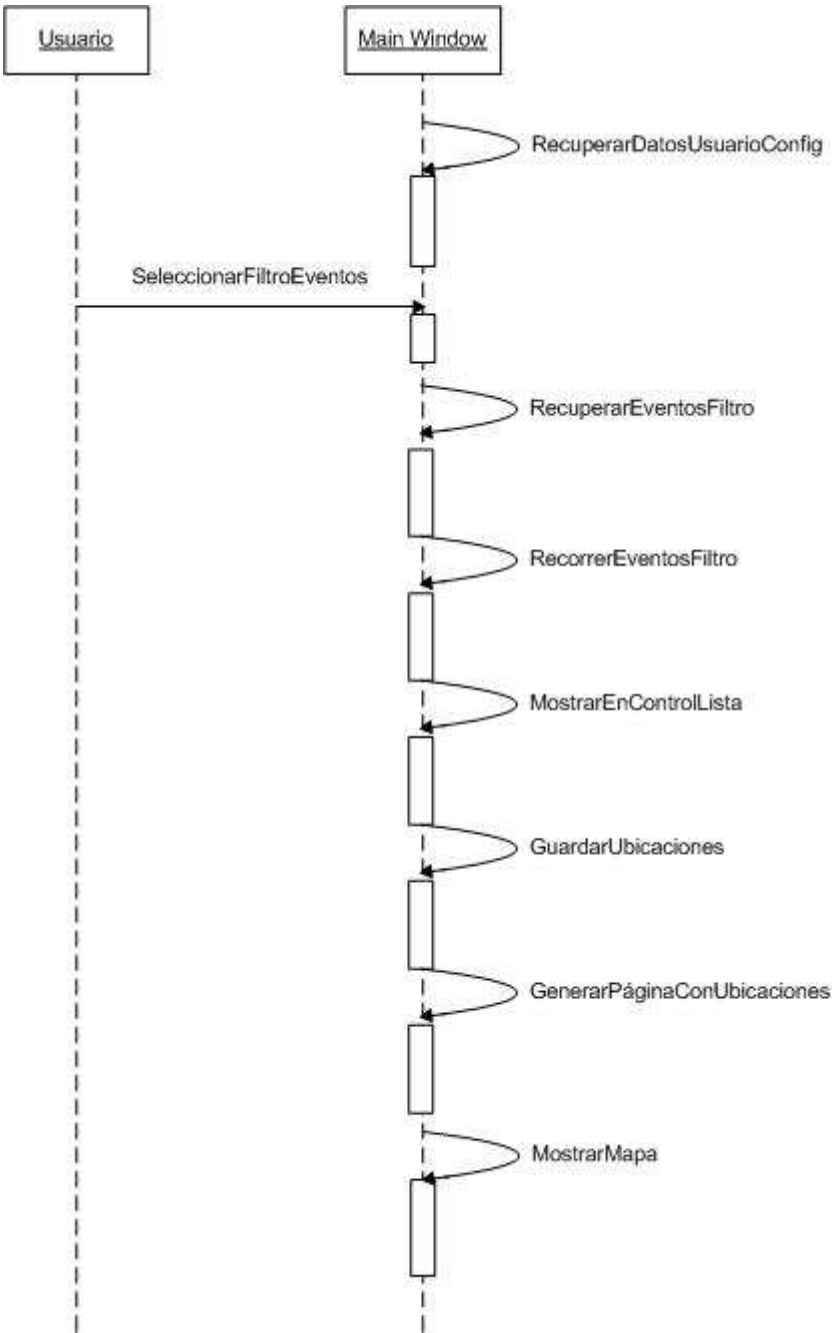 Usuario
Main Window
RecuperarDatosUsuarioConfig
SeleccionarFiltroEventos
RecuperarEventosFiltro
RecorrerEventosFiltro
MostrarEnControlLista
GuardarUbicaciones
GenerarPáginaConUbicaciones
MostrarMapa